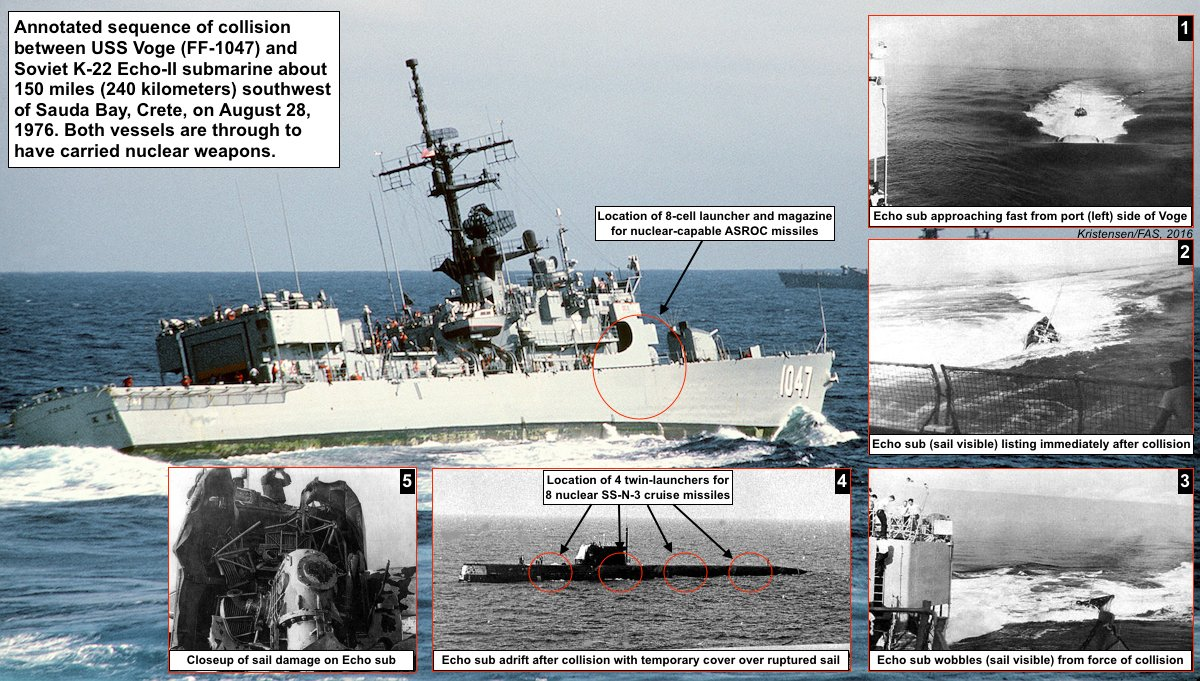 Annotated sequence of collision
between USS Voge (FF-1047) and
Soviet K-22 Echo-II submarine about
150 miles (240 kilometers) southwest
of Sauda Bay, Crete, on August 28,
1976. Both vessels are through to
have carried nuclear weapons.
1
Echo sub approaching fast from port (left) side of Voge
Kristensen/FAS, 2016
Location of 8-cell launcher and magazine
for nuclear-capable ASROC missiles
2
Echo sub (sail visible) listing immediately after collision
1047
VOGE
3
Echo sub wobbles (sail visible) from force of collision
4
Location of 4 twin-launchers for
8 nuclear SS-N-3 cruise missiles
Echo sub adrift after collision with temporary cover over ruptured sail
5
Closeup of sail damage on Echo sub